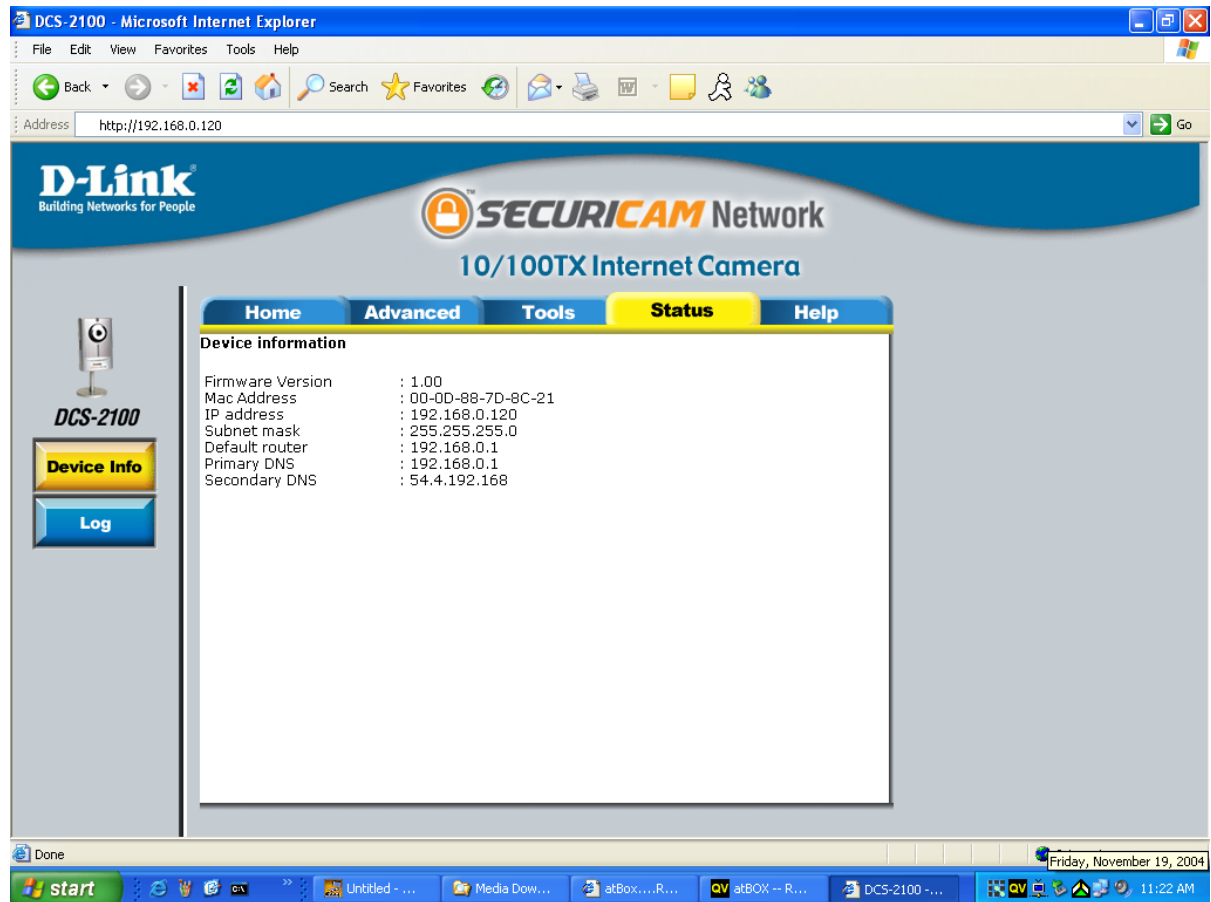 DCS-2100 - Microsoft Internet Explorer
File Edit View Favorites Tools Help
Back Search Favorites
Address http://192.168.0.120 Go
D-Link®
Building Networks for People
SECURICAM™ Network
10/100TX Internet Camera
Home Advanced Tools Status Help
DCS-2100
Device Info
Log
Device information
Firmware Version : 1.00
Mac Address : 00-0D-88-7D-8C-21
IP address : 192.168.0.120
Subnet mask : 255.255.255.0
Default router : 192.168.0.1
Primary DNS : 192.168.0.1
Secondary DNS : 54.4.192.168
Done
Friday, November 19, 2004
start Untitled - ... Media Dow... atBox....R... QV atBOX -- R... DCS-2100 -... QV 11:22 AM